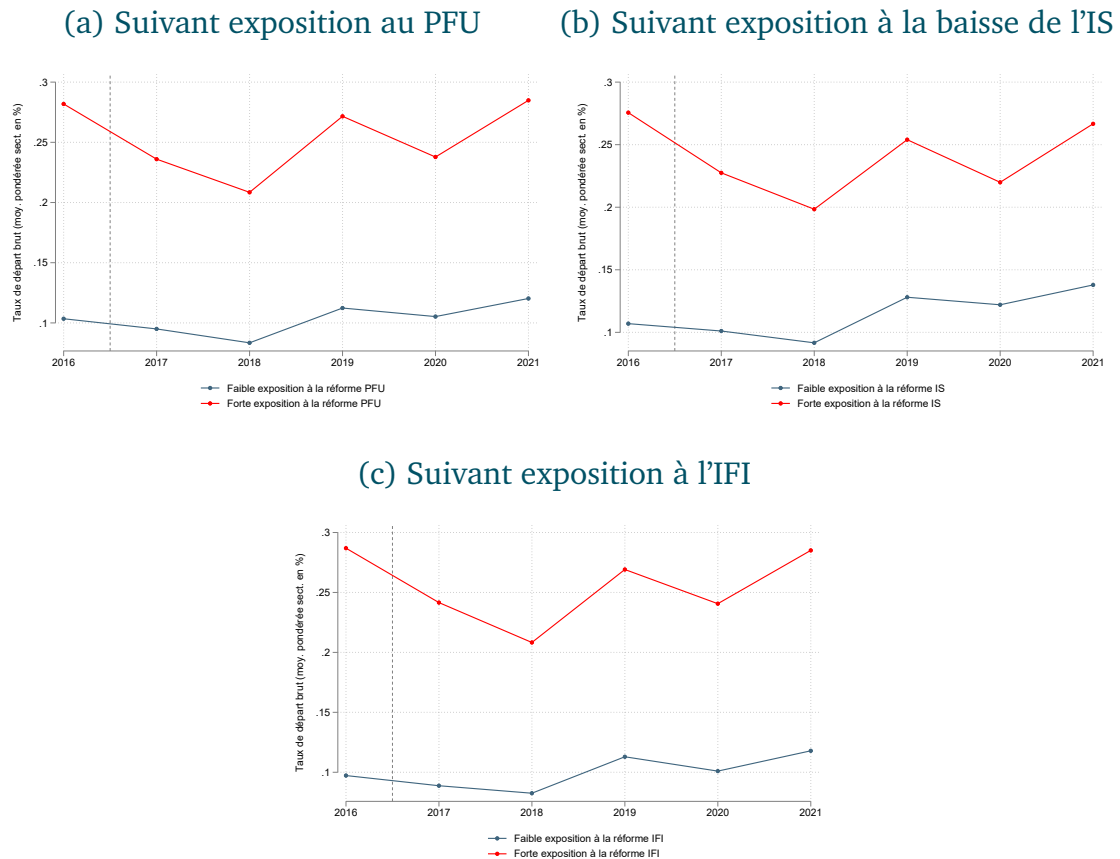 (a) Suivant exposition au PFU
(b) Suivant exposition à la baisse de l'IS
Taux de départ brut (moy. pondérée sect. en %)
.3
.25
.2
.15
.1
2016 2017 2018 2019 2020 2021
Faible exposition à la réforme PFU
Forte exposition à la réforme PFU
Taux de départ brut (moy. pondérée sect. en %)
.3
.25
.2
.15
.1
2016 2017 2018 2019 2020 2021
Faible exposition à la réforme IS
Forte exposition à la réforme IS
(c) Suivant exposition à l'IFI
Taux de départ brut (moy. pondérée sect. en %)
.3
.25
.2
.15
.1
2016 2017 2018 2019 2020 2021
Faible exposition à la réforme IFI
Forte exposition à la réforme IFI